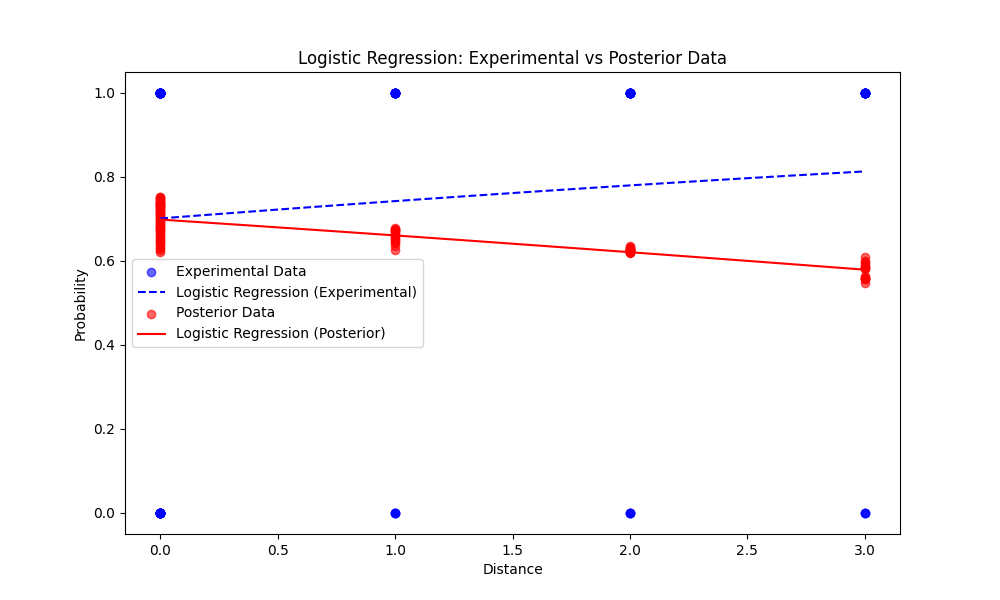 Logistic Regression: Experimental vs Posterior Data
Probability
1.0
0.8
0.6
0.4
0.2
0.0
Experimental Data
Logistic Regression (Experimental)
Posterior Data
Logistic Regression (Posterior)
0.0
0.5
1.0
1.5
2.0
2.5
3.0
Distance